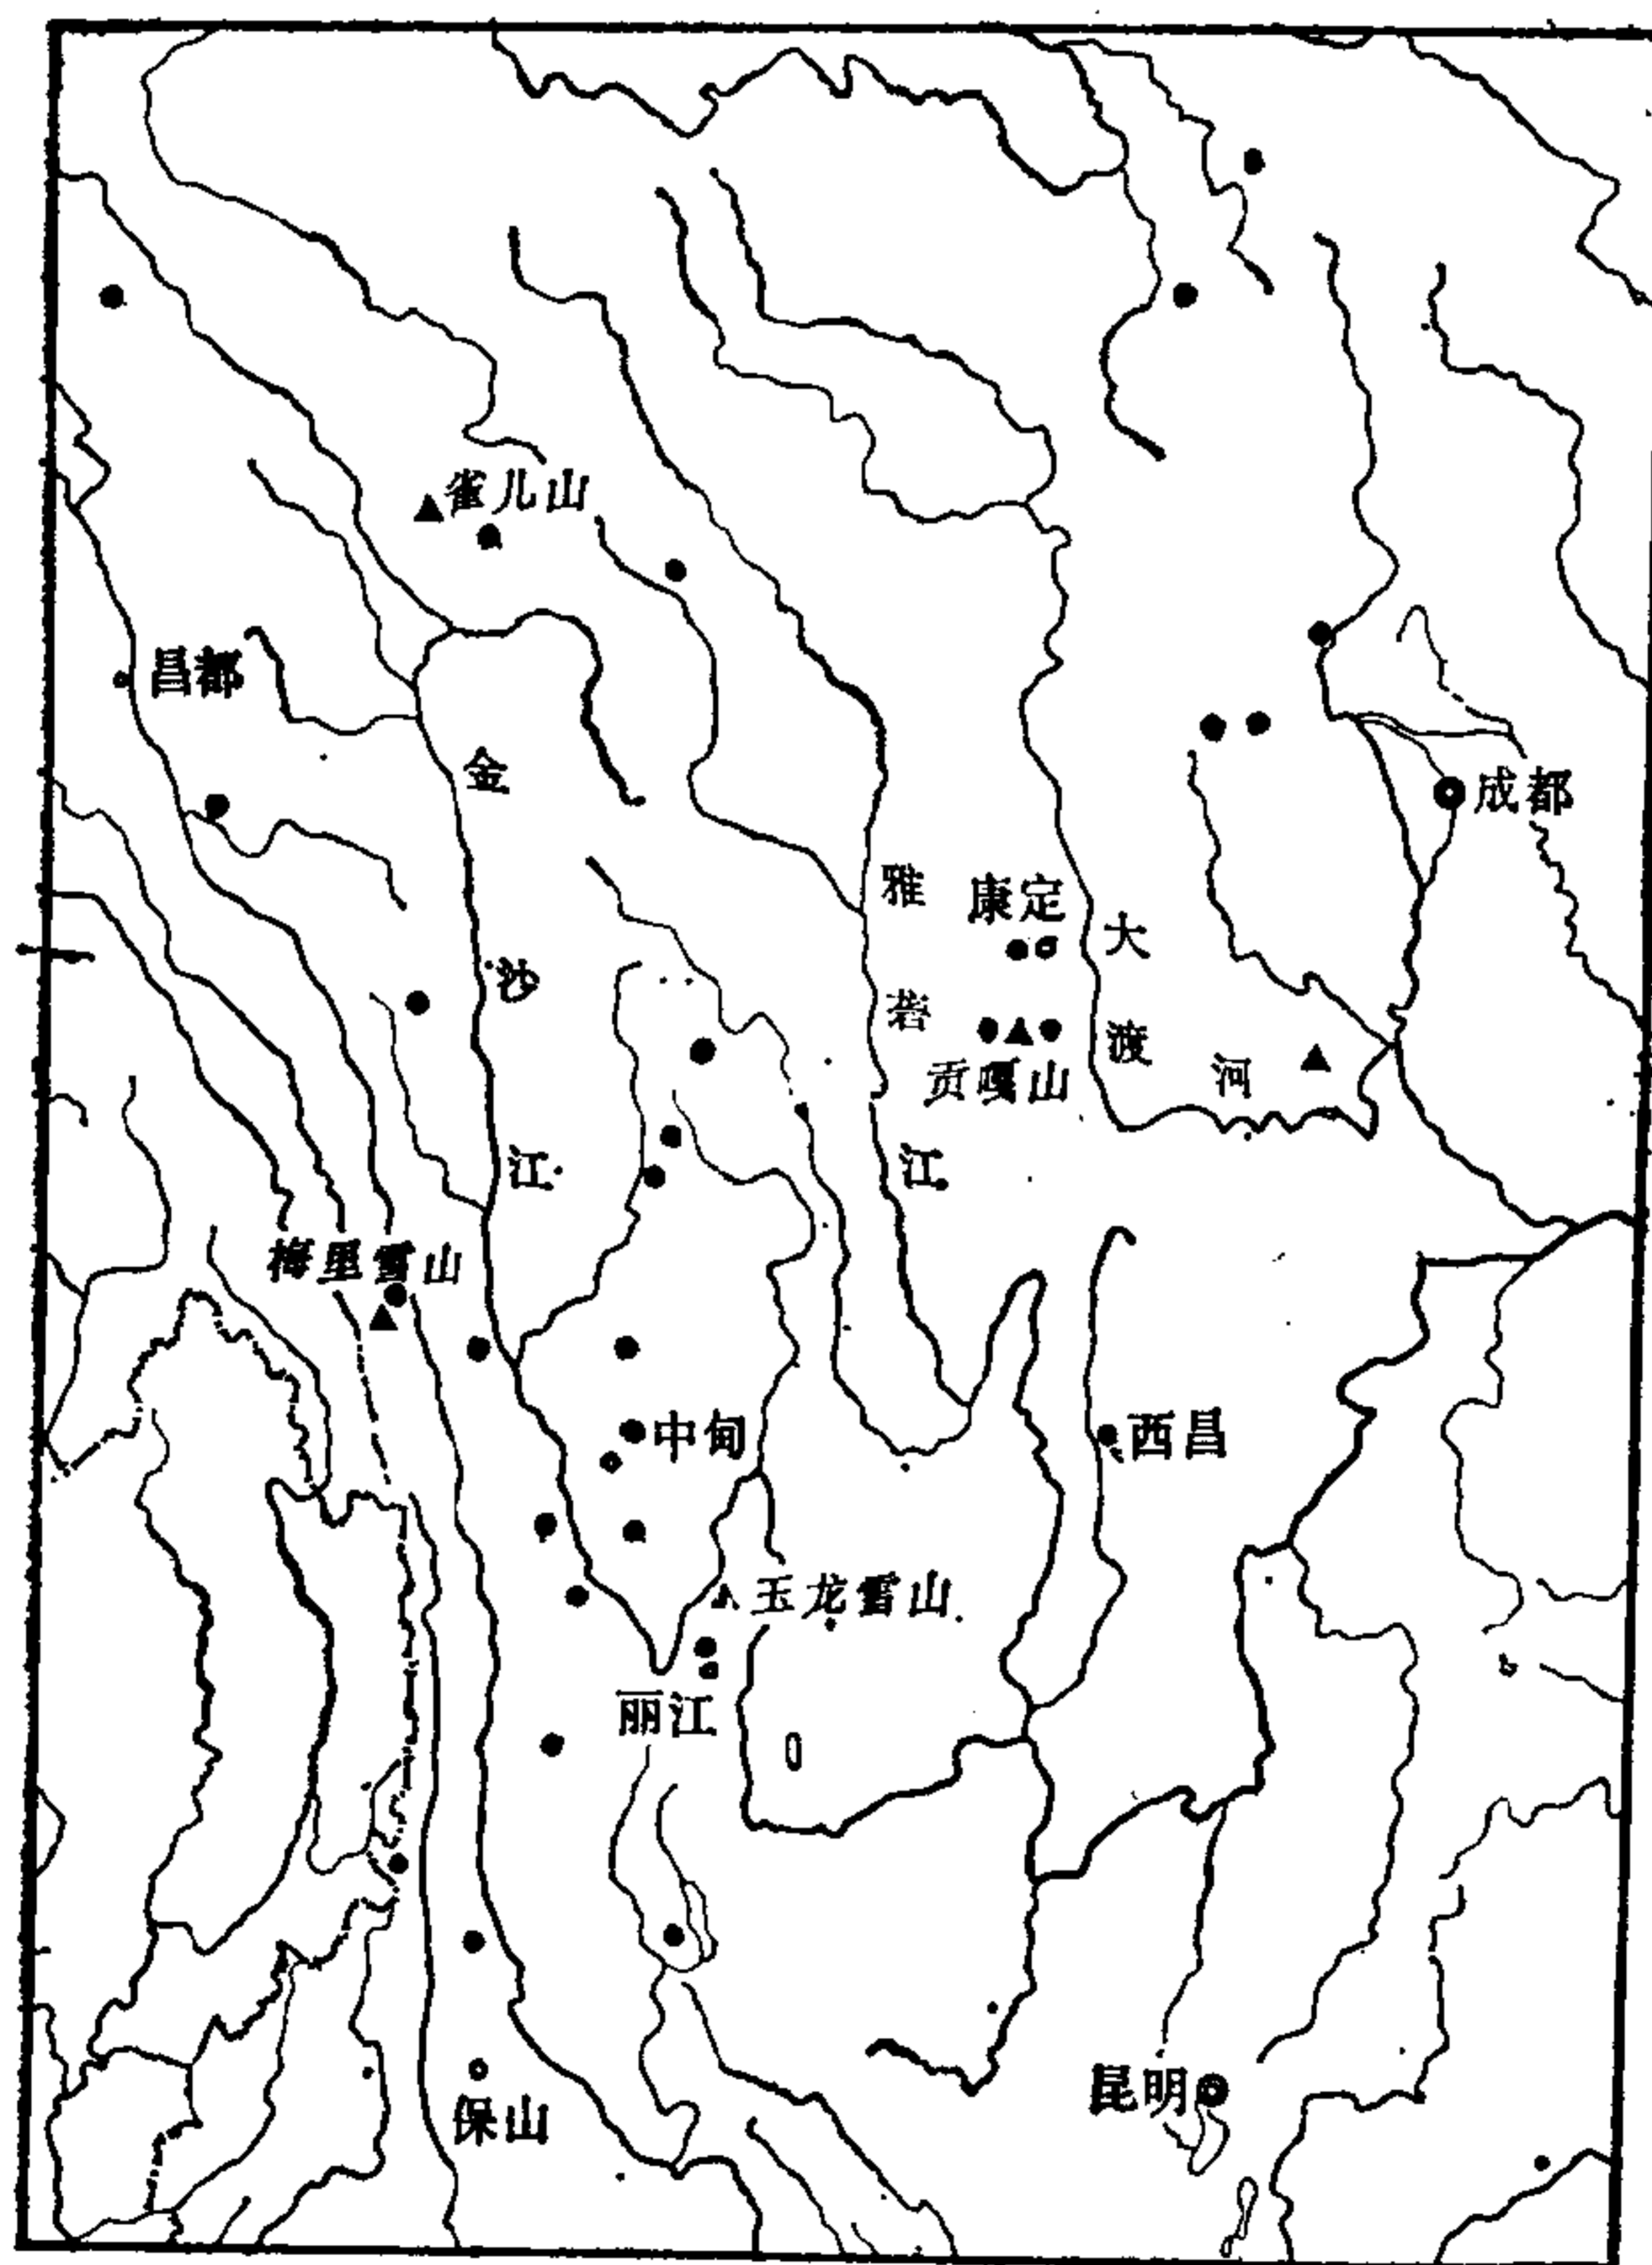 雀儿山
昌都
金沙江
成都
雅砻江
康定
大渡河
贡嘎山
梅里雪山
中甸
西昌
玉龙雪山
丽江
昆明
保山